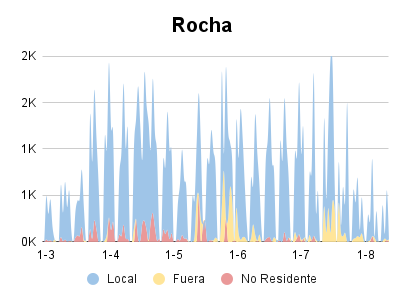 Rocha
2K
2K
1K
1K
0K
1-3 1-4 1-5 1-6 1-7 1-8
Local Fuera No Residente